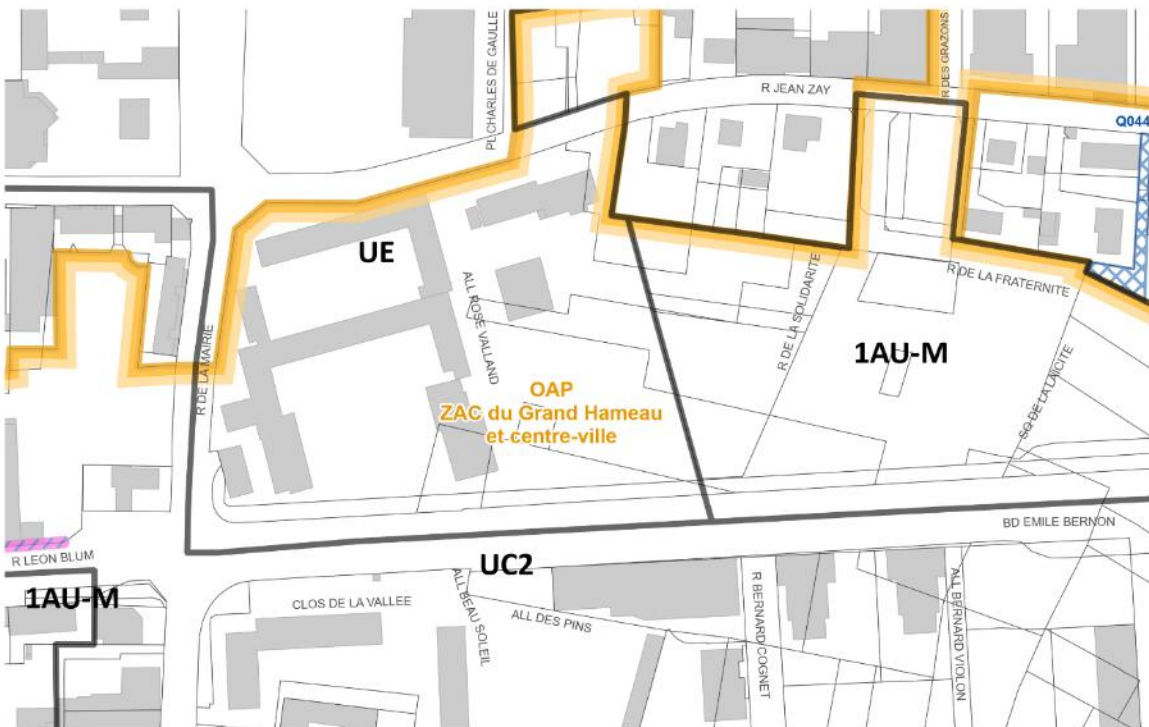 PL CHARLES DE GAULLE
R JEAN ZAY
R DES GRAZONS
Q044
UE
R DE LA MAIRIE
ALL ROSE VALLAND
R DE LA SOLIDARITE
R DE LA FRATERNITE
1AU-M
SQ DE LA LAICITE
OAP
ZAC du Grand Hameau
et centre-ville
BD EMILE BERNON
R LEON BLUM
UC2
1AU-M
CLOS DE LA VALLEE
ALL BEAU SOLEIL
ALL DES PINS
R BERNARD COGNET
ALL BERNARD VIOLON